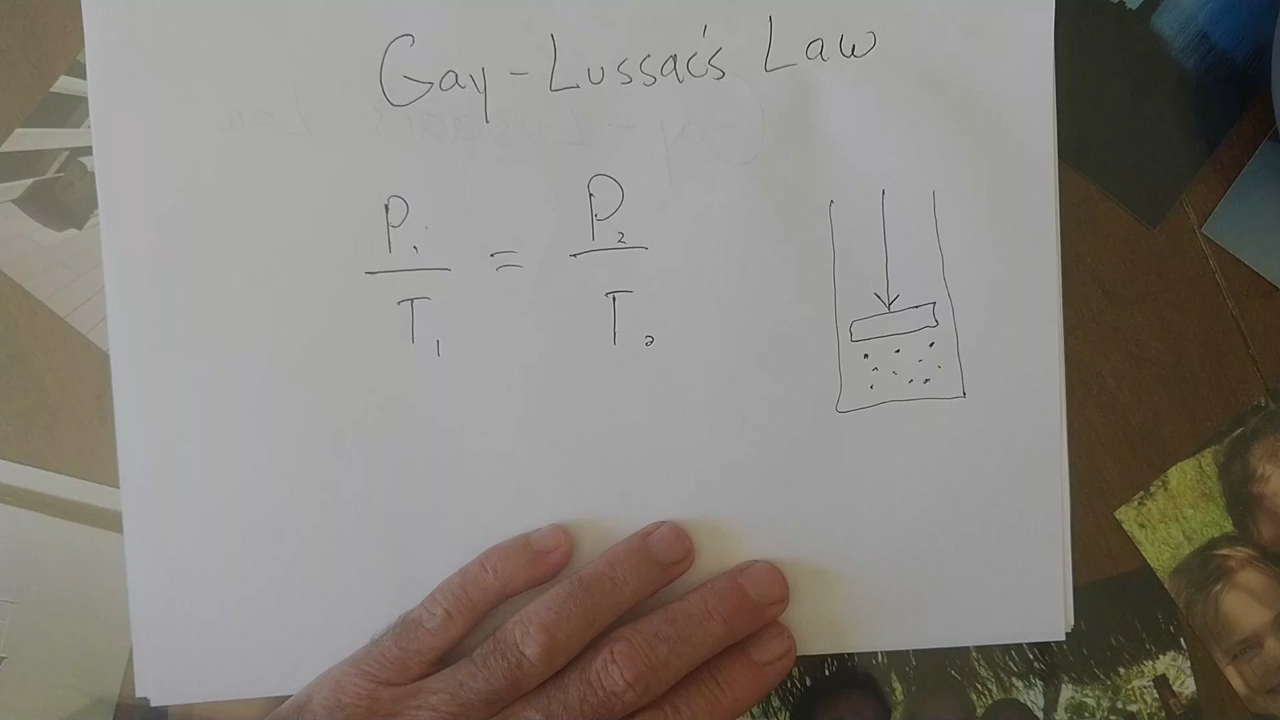 Gay-Lussac's Law
P₁/T₁ = P₂/T₂